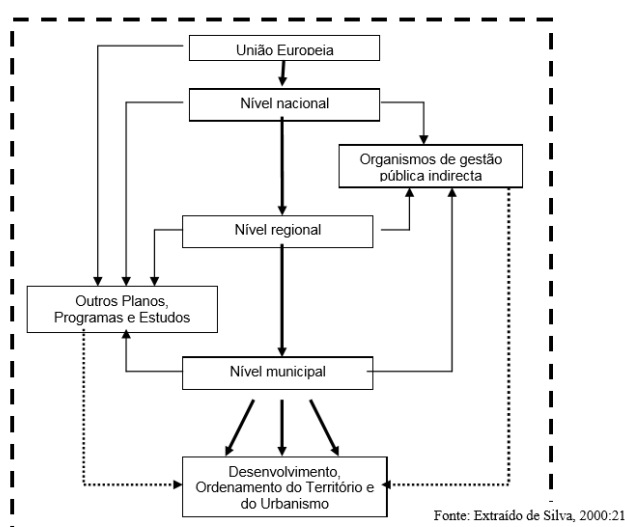 União Europeia
Nível nacional
Organismos de gestão
pública indirecta
Nível regional
Outros Planos,
Programas e Estudos
Nível municipal
Desenvolvimento,
Ordenamento do Território e
do Urbanismo
Fonte: Extraído de Silva, 2000:21